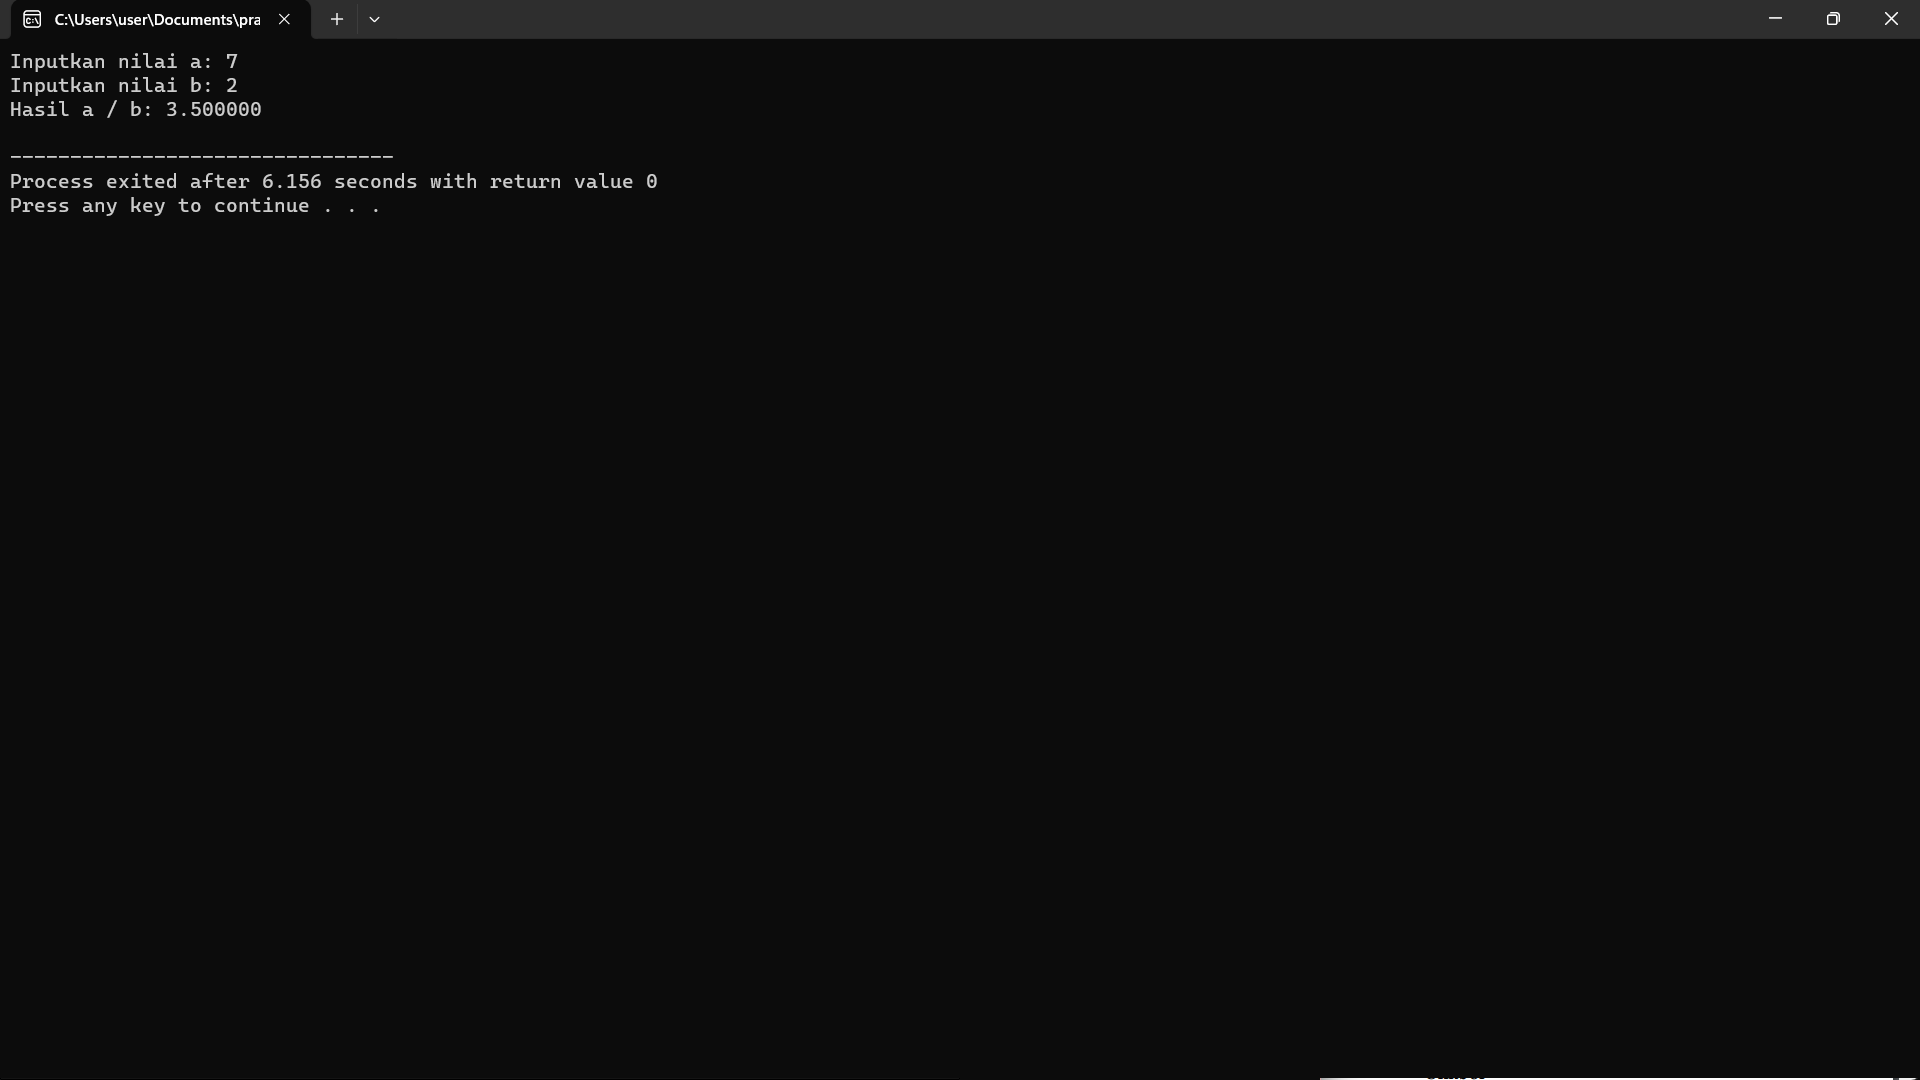 C:\Users\user\Documents\pra
Inputkan nilai a: 7
Inputkan nilai b: 2
Hasil a / b: 3.500000
--------------------------------
Process exited after 6.156 seconds with return value 0
Press any key to continue . . .